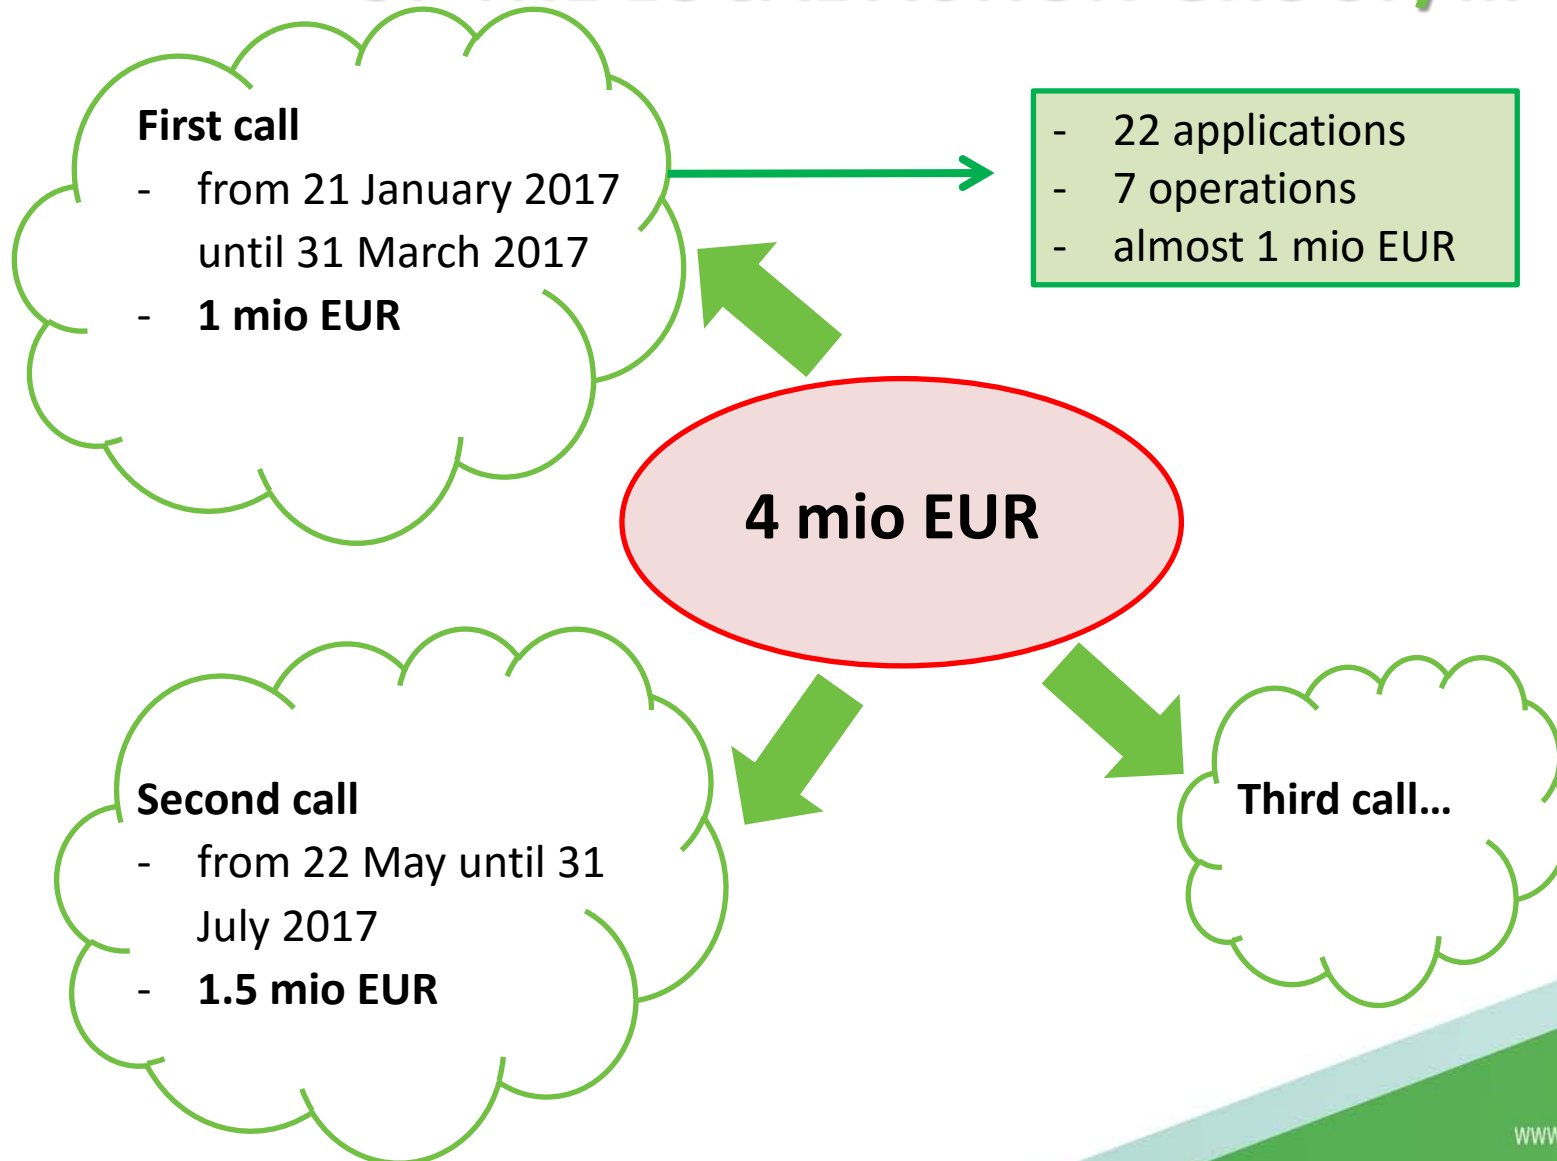 First call
- from 21 January 2017
until 31 March 2017
- 1 mio EUR
- 22 applications
- 7 operations
- almost 1 mio EUR
4 mio EUR
Second call
- from 22 May until 31
July 2017
- 1.5 mio EUR
Third call…
www